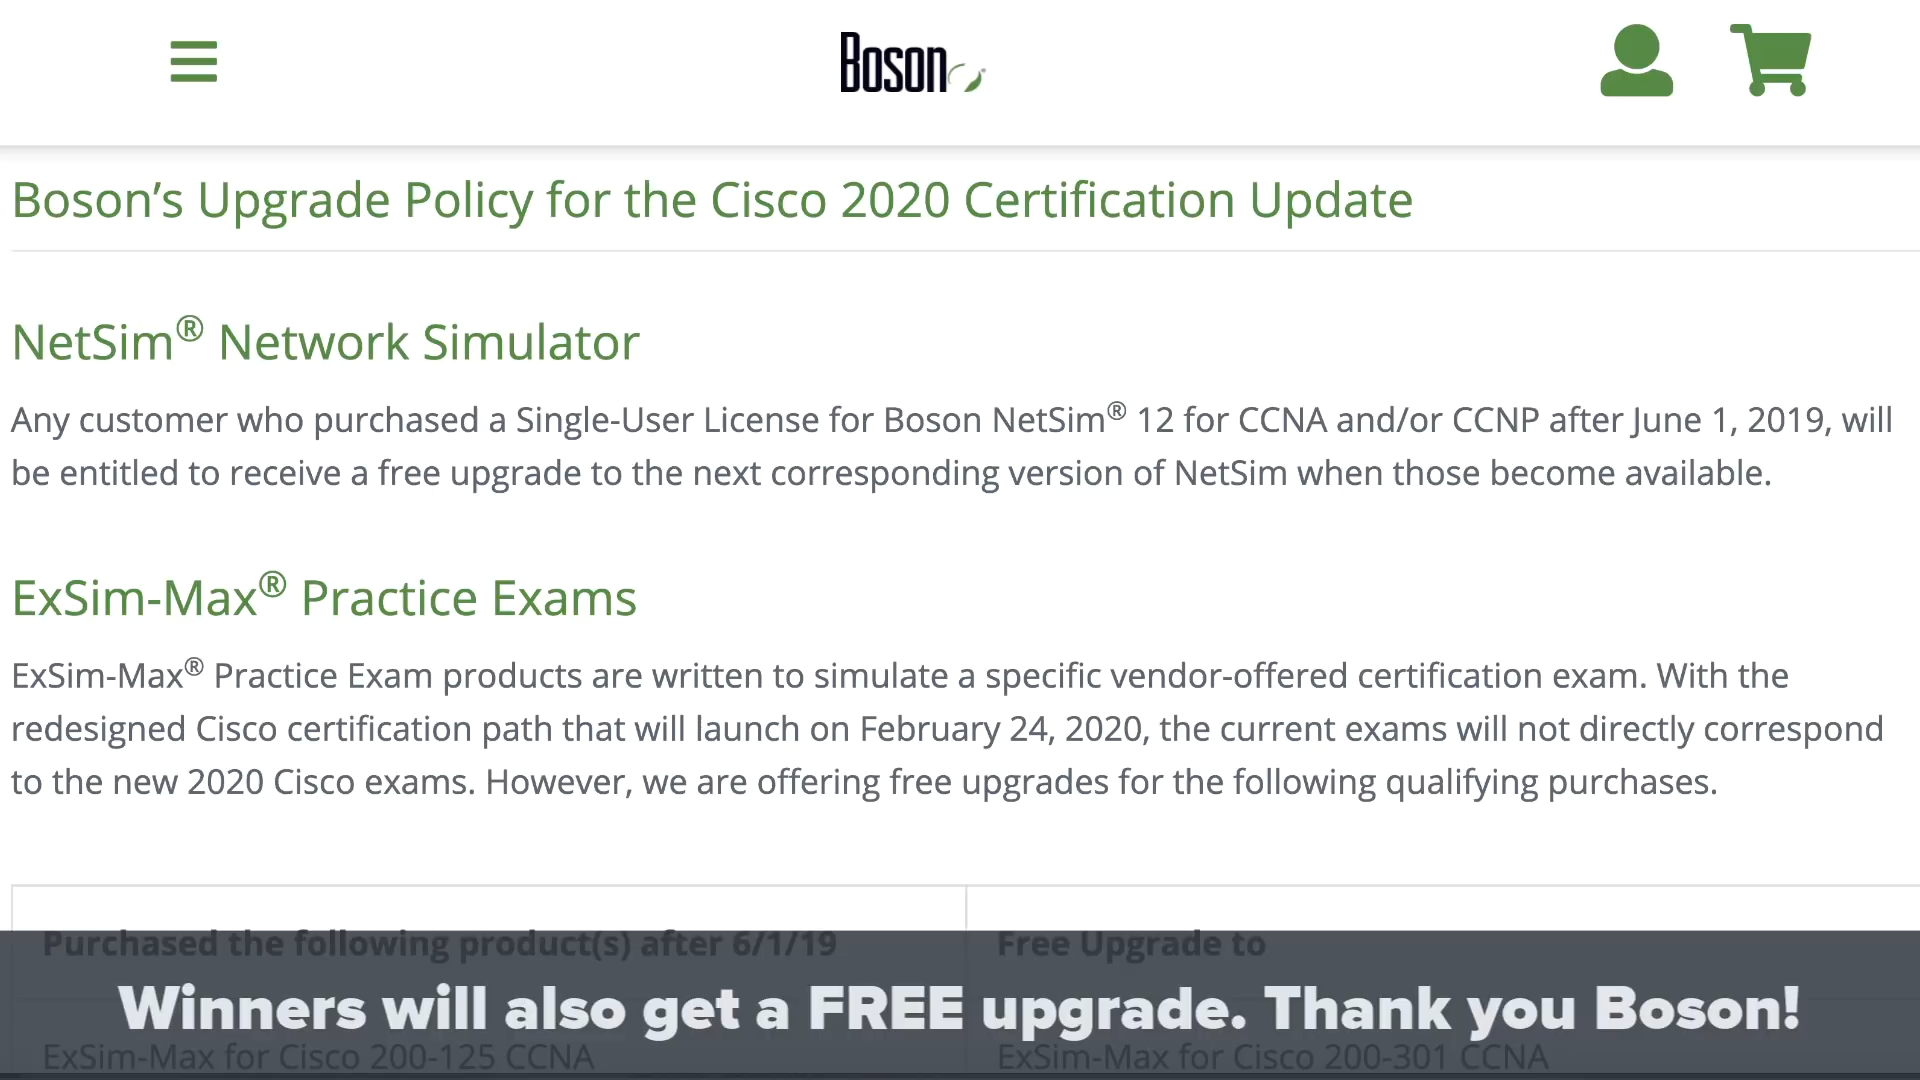 Boson
Boson’s Upgrade Policy for the Cisco 2020 Certification Update
NetSim® Network Simulator
Any customer who purchased a Single-User License for Boson NetSim® 12 for CCNA and/or CCNP after June 1, 2019, will
be entitled to receive a free upgrade to the next corresponding version of NetSim when those become available.
ExSim-Max® Practice Exams
ExSim-Max® Practice Exam products are written to simulate a specific vendor-offered certification exam. With the
redesigned Cisco certification path that will launch on February 24, 2020, the current exams will not directly correspond
to the new 2020 Cisco exams. However, we are offering free upgrades for the following qualifying purchases.
Purchased the following product(s) after 6/1/19
Free Upgrade to
Winners will also get a FREE upgrade. Thank you Boson!
ExSim-Max for Cisco 200-125 CCNA
ExSim-Max for Cisco 200-301 CCNA